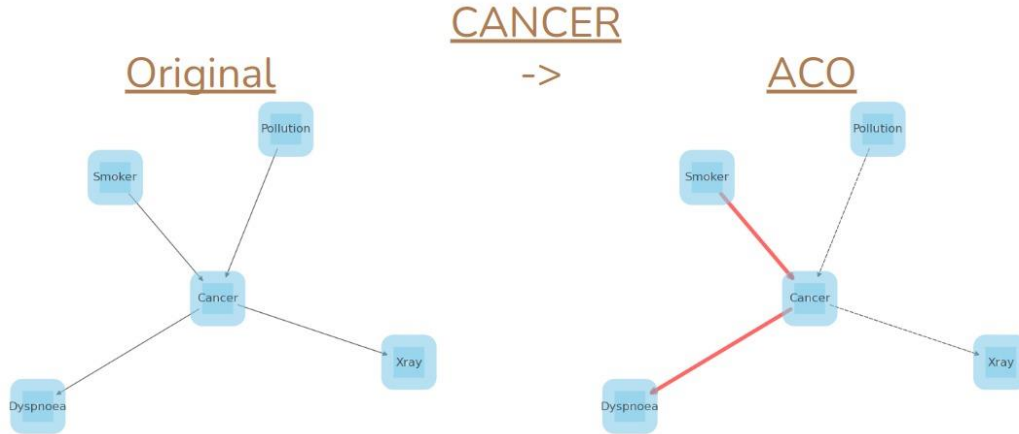 CANCER
Original -> ACO
Pollution
Smoker
Cancer
Xray
Dyspnoea
Pollution
Smoker
Cancer
Xray
Dyspnoea